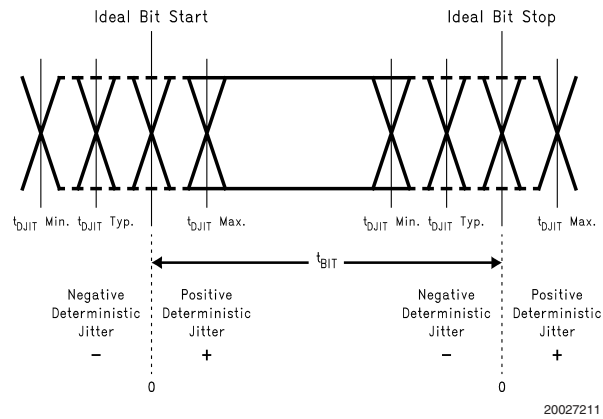 Ideal Bit Start
Ideal Bit Stop
tDJIT Min.
tDJIT Typ.
tDJIT Max.
tDJIT Min.
tDJIT Typ.
tDJIT Max.
tBIT
Negative
Deterministic
Jitter
−
Positive
Deterministic
Jitter
+
Negative
Deterministic
Jitter
−
Positive
Deterministic
Jitter
+
0
0
20027211